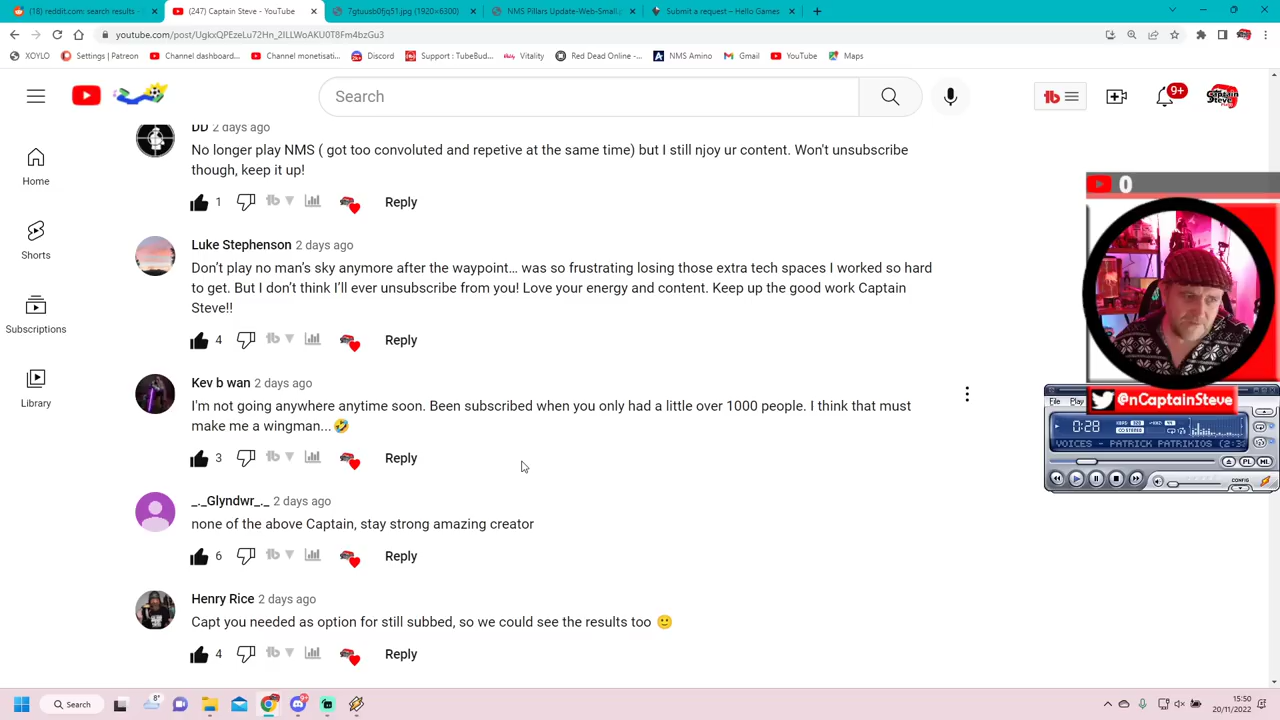 (18) reddit.com: search results -
(247) Captain Steve - YouTube
7gtuusb0fjq51.jpg (1920×6300)
NMS Pillars Update-Web-Small.j
Submit a request – Hello Games
youtube.com/post/UgkxQPEzeLu72Hn_2ILLWoAKU0T8Fm4bzGu3
XOYLO
Settings | Patreon
Channel dashboard...
Channel monetisati...
Discord
Support : TubeBud...
Vitality
Red Dead Online -...
NMS Amino
Gmail
YouTube
Maps
Search
9+
Home
Shorts
Subscriptions
Library
DD 2 days ago
No longer play NMS ( got too convoluted and repetive at the same time) but I still njoy ur content. Won't unsubscribe
though, keep it up!
1 Reply
Luke Stephenson 2 days ago
Don't play no man's sky anymore after the waypoint… was so frustrating losing those extra tech spaces I worked so hard
to get. But I don't think I'll ever unsubscribe from you! Love your energy and content. Keep up the good work Captain
Steve!!
4 Reply
Kev b wan 2 days ago
I'm not going anywhere anytime soon. Been subscribed when you only had a little over 1000 people. I think that must
make me a wingman...🤣
3 Reply
_._Glyndwr_._ 2 days ago
none of the above Captain, stay strong amazing creator
6 Reply
Henry Rice 2 days ago
Capt you needed as option for still subbed, so we could see the results too 🙂
4 Reply
0
File Play
@nCaptainSteve
0:28
VOICES - PATRICK PATRIKIOS (2:3
PL ML
CONFIG
Search
8°
15:50
20/11/2022